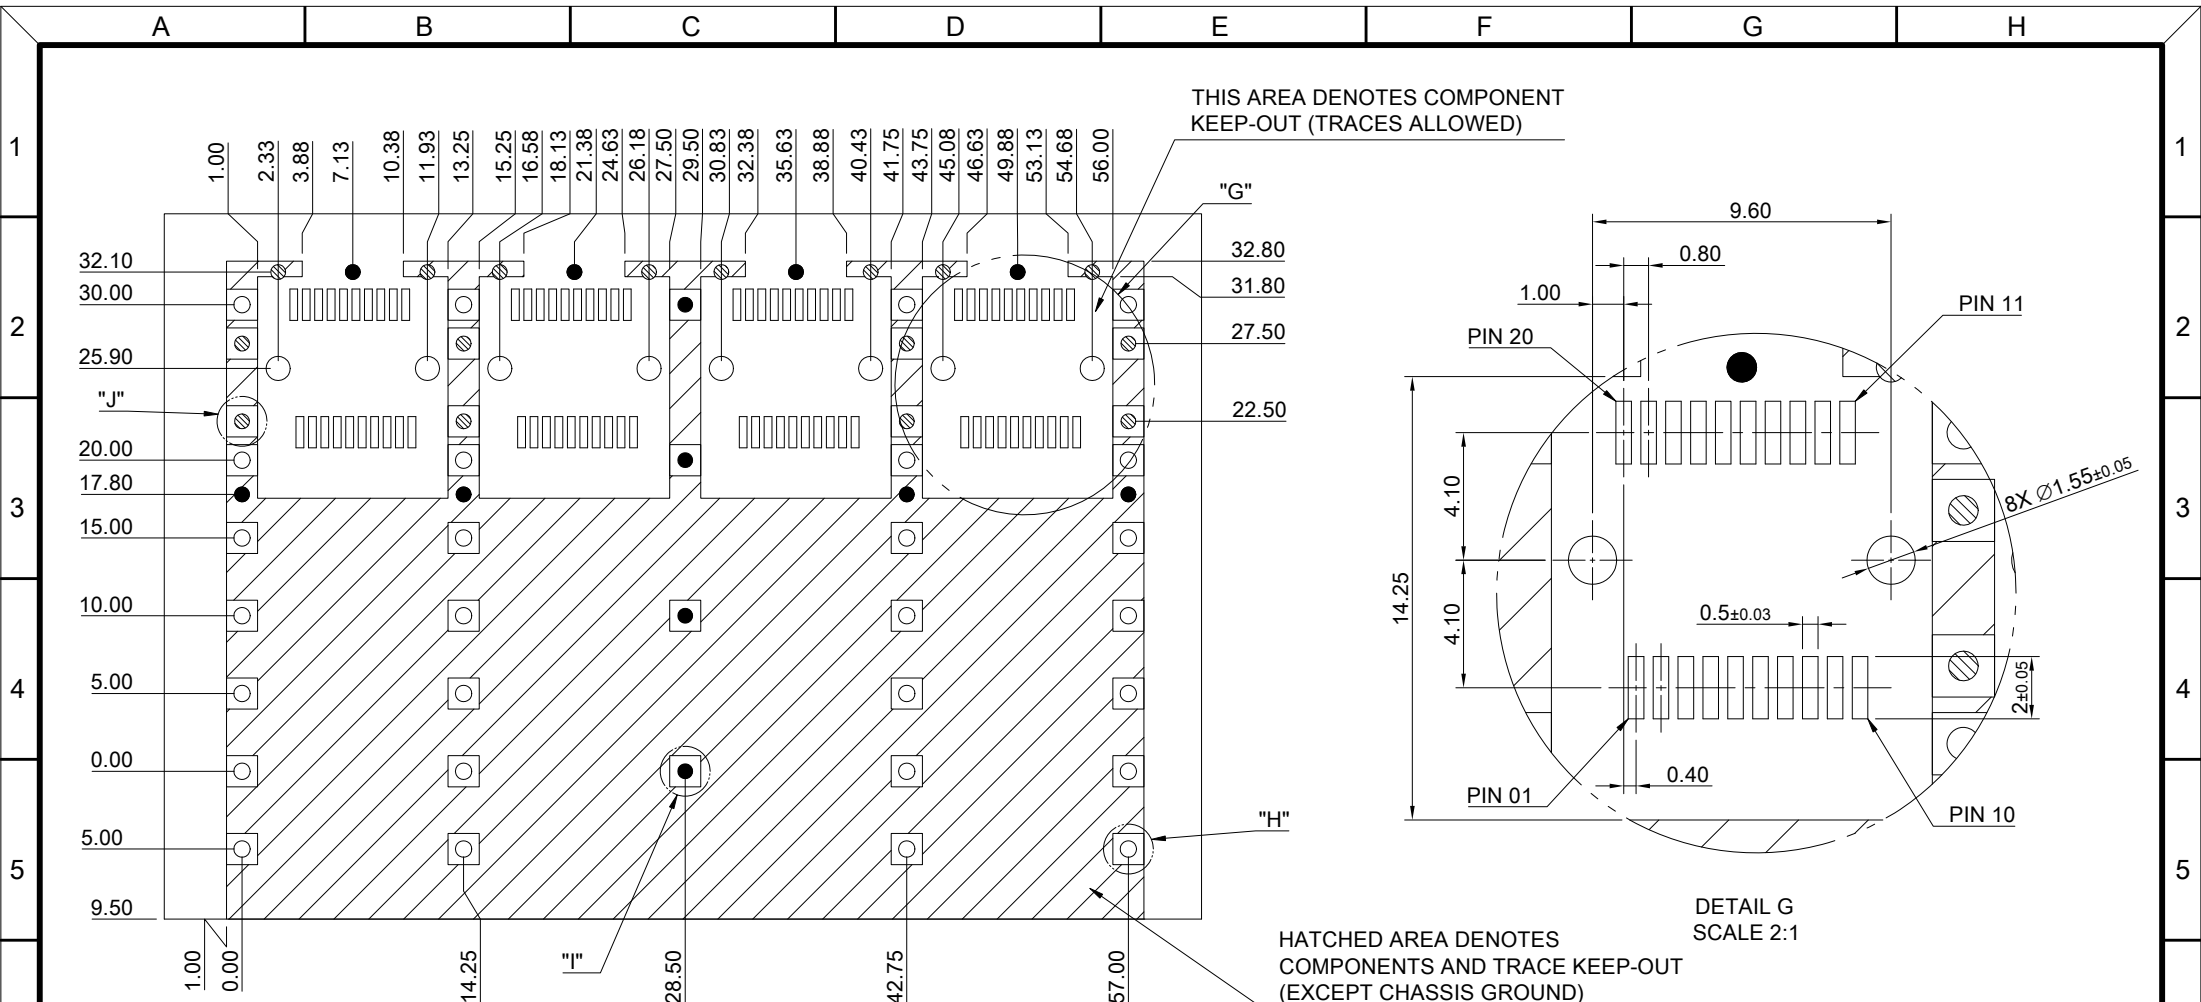 A B C D E F G H
THIS AREA DENOTES COMPONENT
KEEP-OUT (TRACES ALLOWED)
1 1
1.00 2.33 3.88 7.13 10.38 11.93 13.25 15.25 16.58 18.13 21.38 24.63 26.18 27.50 29.50 30.83 32.38 35.63 38.88 40.43 41.75 43.75 45.08 46.63 49.88 53.13 54.68 56.00
"G"
9.60
32.10 32.80
0.80
30.00 31.80
1.00
PIN 11
2 2
27.50
PIN 20
25.90
"J"
22.50
20.00
17.80
8X Ø1.55±0.05
4.10
3 3
15.00
14.25
10.00
4.10
0.5±0.03
5.00
2±0.05
4 4
0.00
0.40
PIN 01
PIN 10
5.00
"H"
5 5
9.50
DETAIL G
SCALE 2:1
HATCHED AREA DENOTES
COMPONENTS AND TRACE KEEP-OUT
(EXCEPT CHASSIS GROUND)
"I"
1.00 0.00 14.25 28.50 42.75 57.00